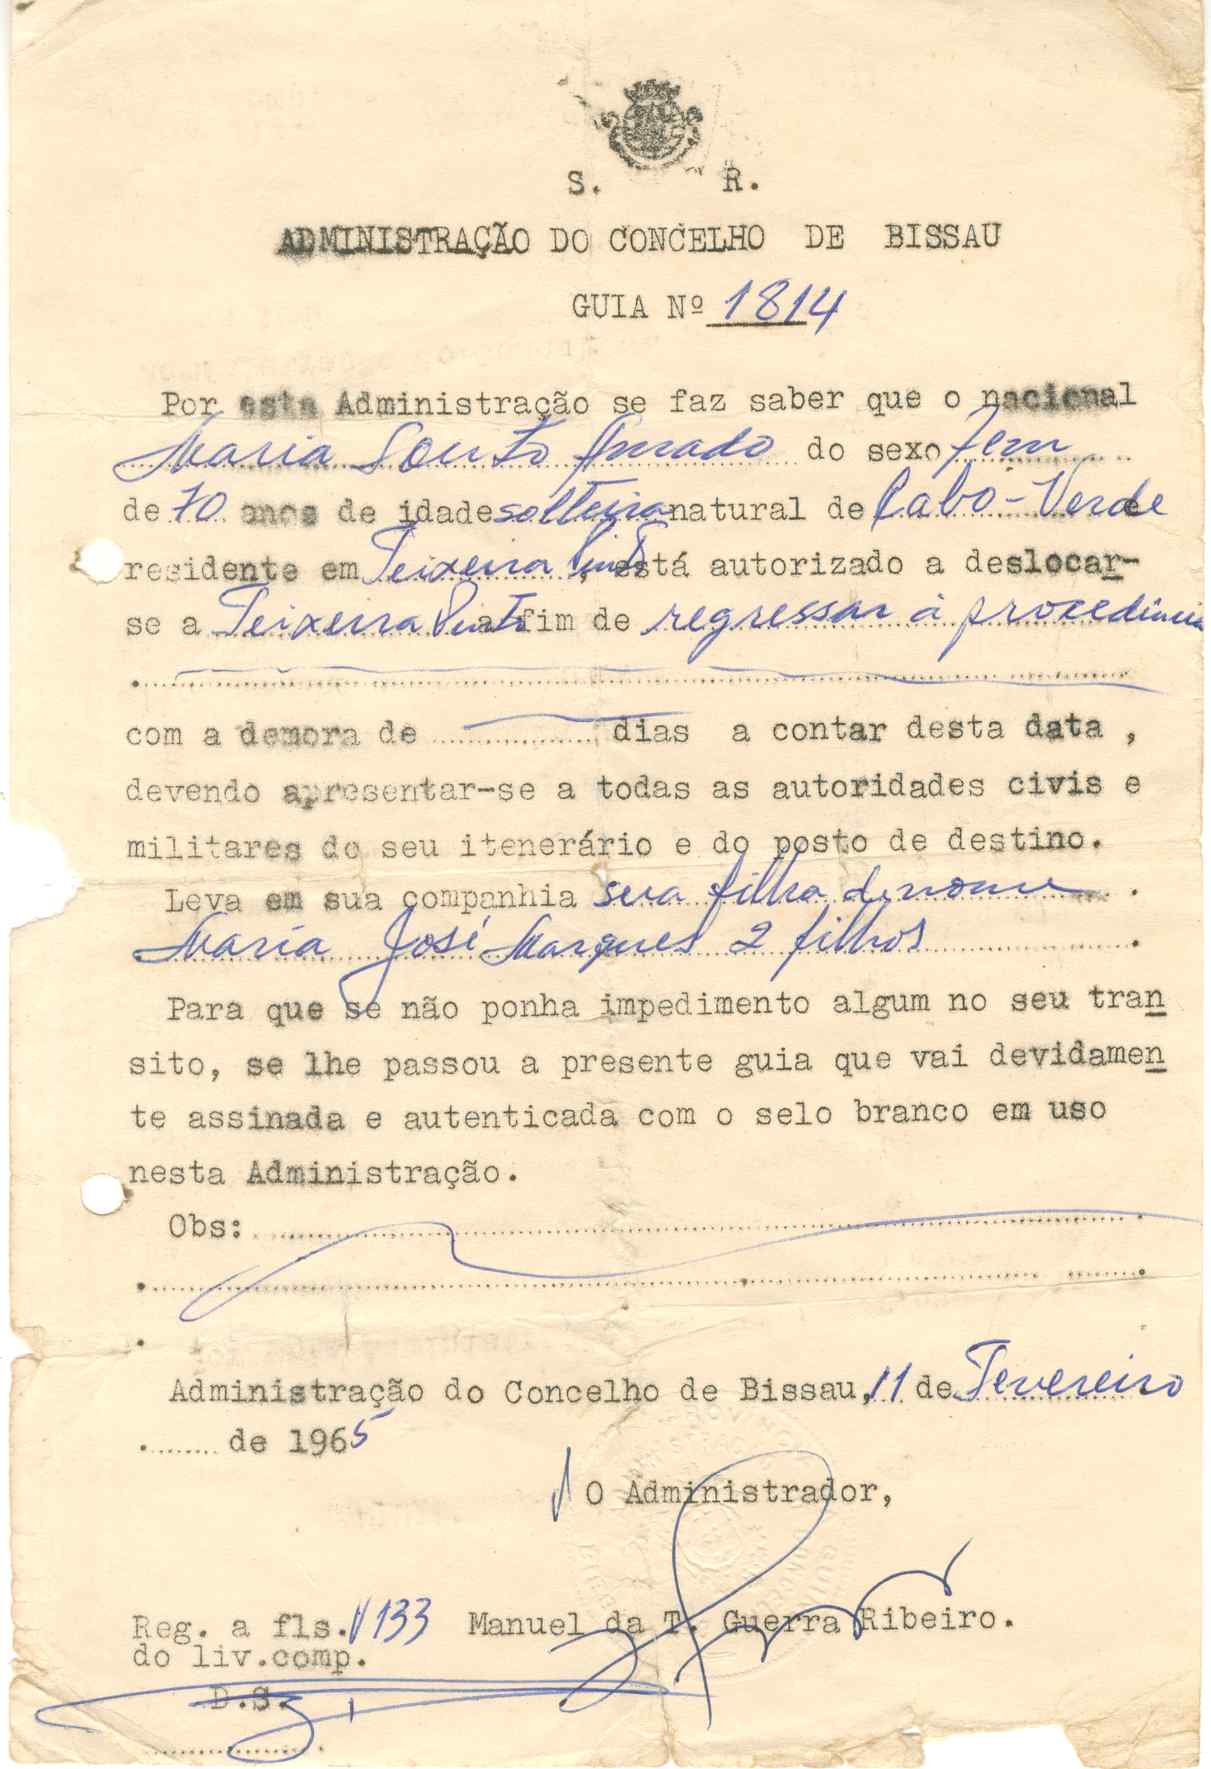 S. R.
ADMINISTRAÇÃO DO CONCELHO DE BISSAU
GUIA Nº 1814
Por esta Administração se faz saber que o nacional
Maria Souto Amado do sexo fem
de 70 anos de idade solteira natural de Cabo-Verde
residente em Teixeira Pinto, está autorizado a deslocar-
se a Teixeira Pinto a fim de regressar à procedência
com a demora de dias a contar desta data,
devendo apresentar-se a todas as autoridades civis e
militares do seu itenerário e do posto de destino.
Leva em sua companhia sua filha de nome
Maria José Marques 2 filhos
Para que se não ponha impedimento algum no seu tran
sito, se lhe passou a presente guia que vai devidamen
te assinada e autenticada com o selo branco em uso
nesta Administração.
Obs:
Administração do Concelho de Bissau, 11 de Fevereiro
de 1965
O Administrador,
Reg. a fls. 133 Manuel da T. Guerra Ribeiro.
do liv.comp.
D.S.